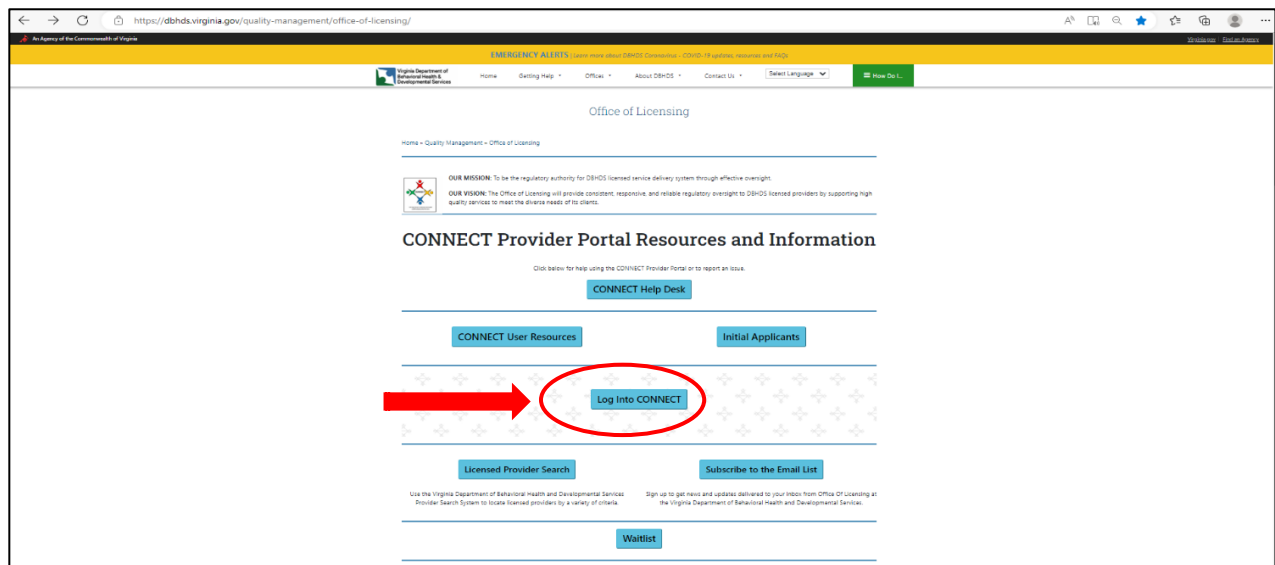 https://dbhds.virginia.gov/quality-management/office-of-licensing/
An Agency of the Commonwealth of Virginia
Virginia.gov Find an Agency
EMERGENCY ALERTS | Learn more about DBHDS Coronavirus - COVID-19 updates, resources and FAQs
Virginia Department of
Behavioral Health &
Developmental Services
Home Getting Help Offices About DBHDS Contact Us Select Language How Do I...
Office of Licensing
Home » Quality Management » Office of Licensing
OUR MISSION: To be the regulatory authority for DBHDS licensed service delivery system through effective oversight.
OUR VISION: The Office of Licensing will provide consistent, responsive, and reliable regulatory oversight to DBHDS licensed providers by supporting high
quality services to meet the diverse needs of its clients.
CONNECT Provider Portal Resources and Information
Click below for help using the CONNECT Provider Portal or to report an issue.
CONNECT Help Desk
CONNECT User Resources Initial Applicants
Log Into CONNECT
Licensed Provider Search Subscribe to the Email List
Use the Virginia Department of Behavioral Health and Developmental Services Sign up to get news and updates delivered to your inbox from Office Of Licensing at
Provider Search System to locate licensed providers by a variety of criteria. the Virginia Department of Behavioral Health and Developmental Services.
Waitlist